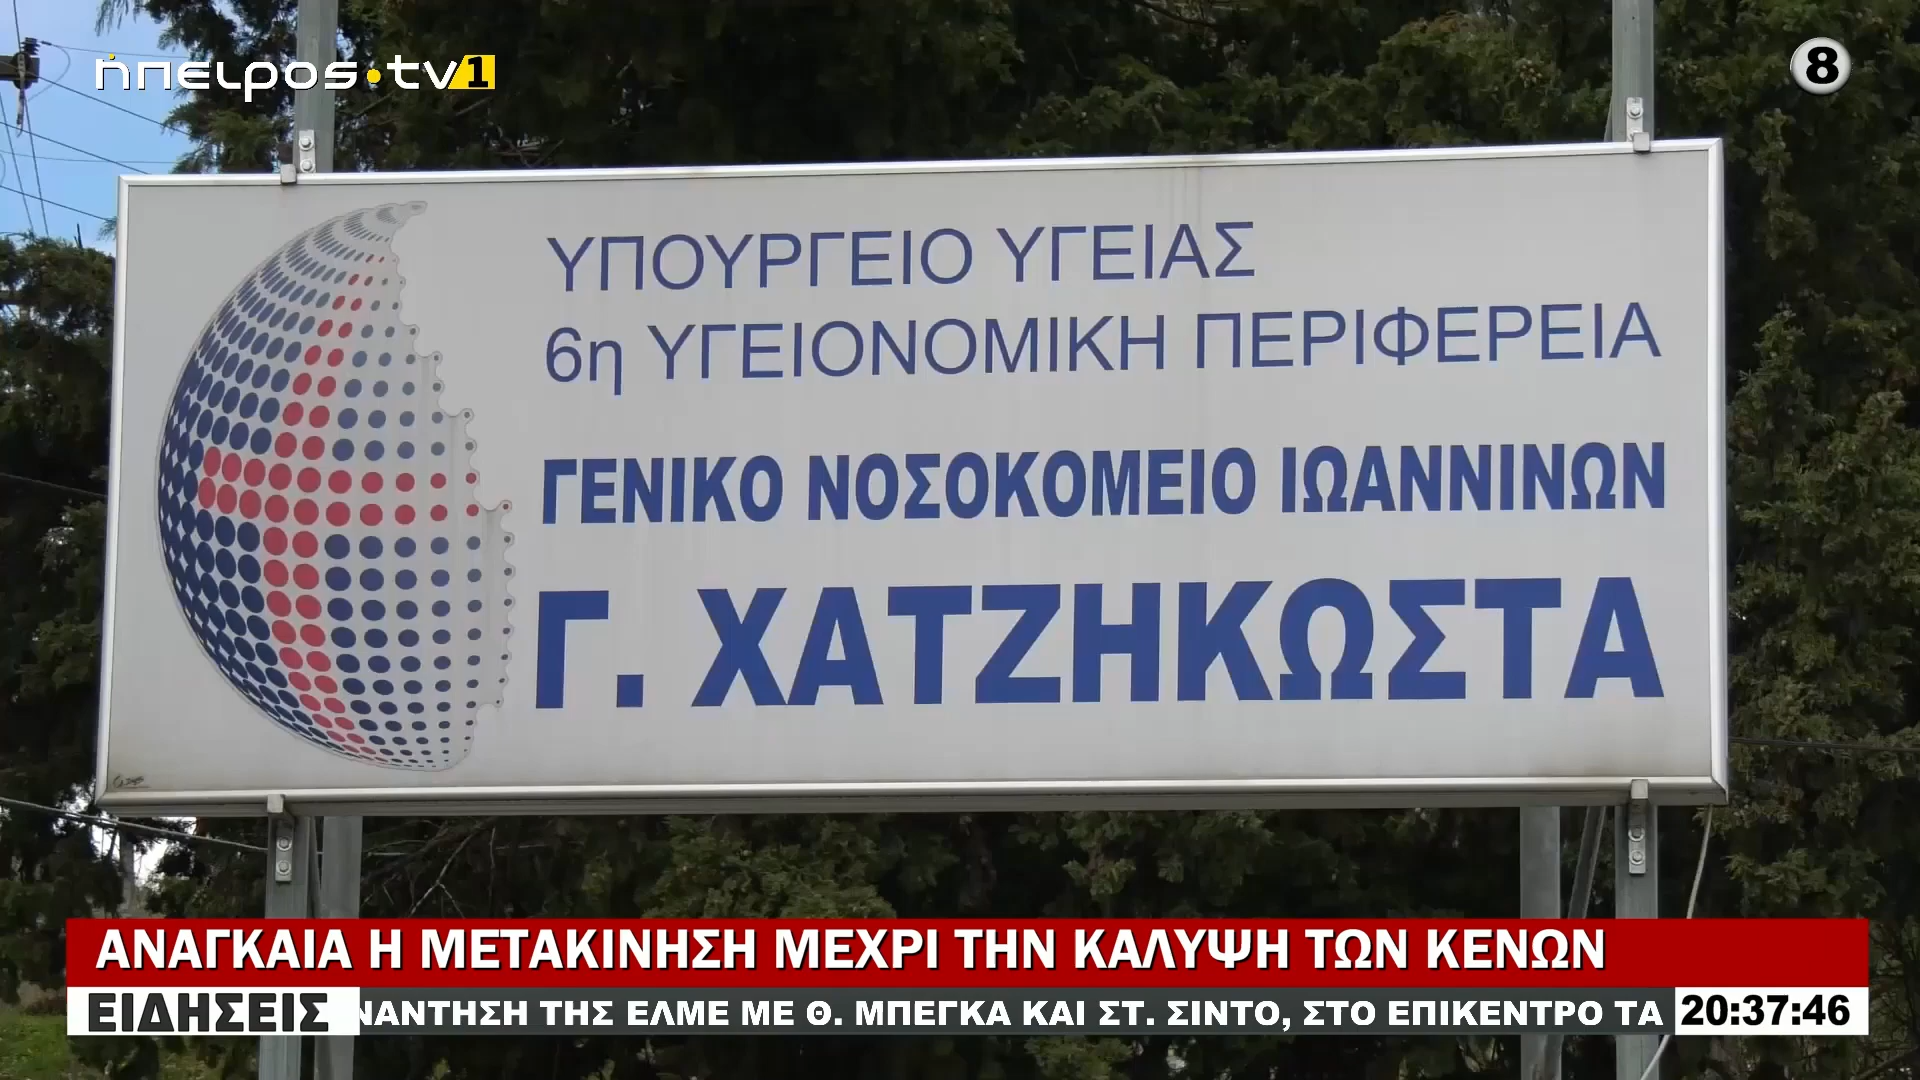 ήπειρος•tv1
8
ΥΠΟΥΡΓΕΙΟ ΥΓΕΙΑΣ
6η ΥΓΕΙΟΝΟΜΙΚΗ ΠΕΡΙΦΕΡΕΙΑ
ΓΕΝΙΚΟ ΝΟΣΟΚΟΜΕΙΟ ΙΩΑΝΝΙΝΩΝ
Γ. ΧΑΤΖΗΚΩΣΤΑ
ΑΝΑΓΚΑΙΑ Η ΜΕΤΑΚΙΝΗΣΗ ΜΕΧΡΙ ΤΗΝ ΚΑΛΥΨΗ ΤΩΝ ΚΕΝΩΝ
ΕΙΔΗΣΕΙΣ ΝΑΝΤΗΣΗ ΤΗΣ ΕΛΜΕ ΜΕ Θ. ΜΠΕΓΚΑ ΚΑΙ ΣΤ. ΣΙΝΤΟ, ΣΤΟ ΕΠΙΚΕΝΤΡΟ ΤΑ 20:37:46